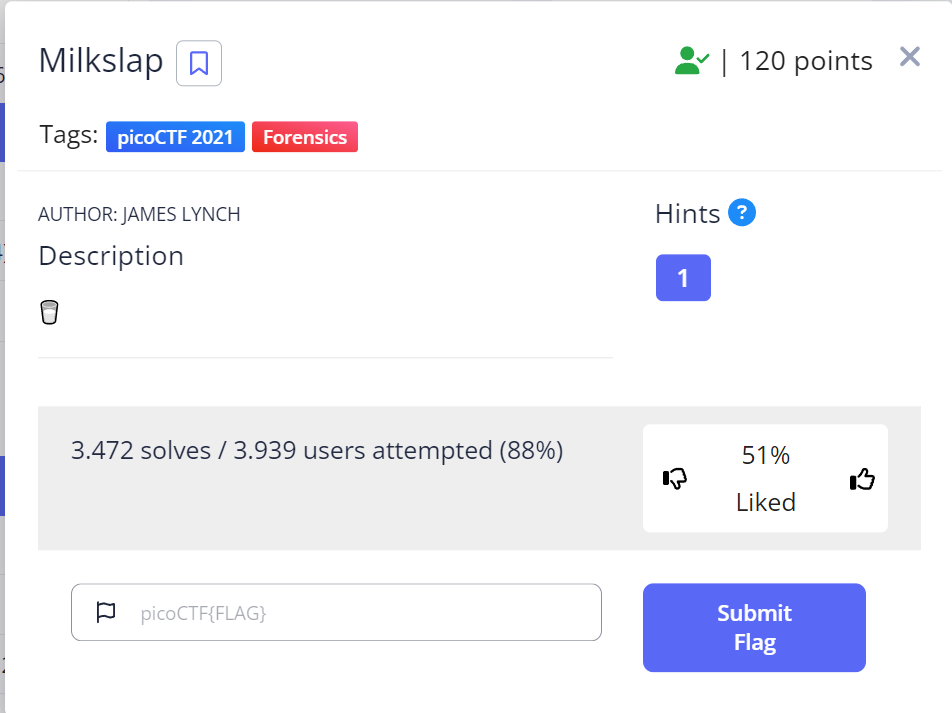 Milkslap
| 120 points
Tags: picoCTF 2021 Forensics
AUTHOR: JAMES LYNCH
Hints ?
Description
1
3.472 solves / 3.939 users attempted (88%)
51%
Liked
picoCTF{FLAG}
Submit
Flag